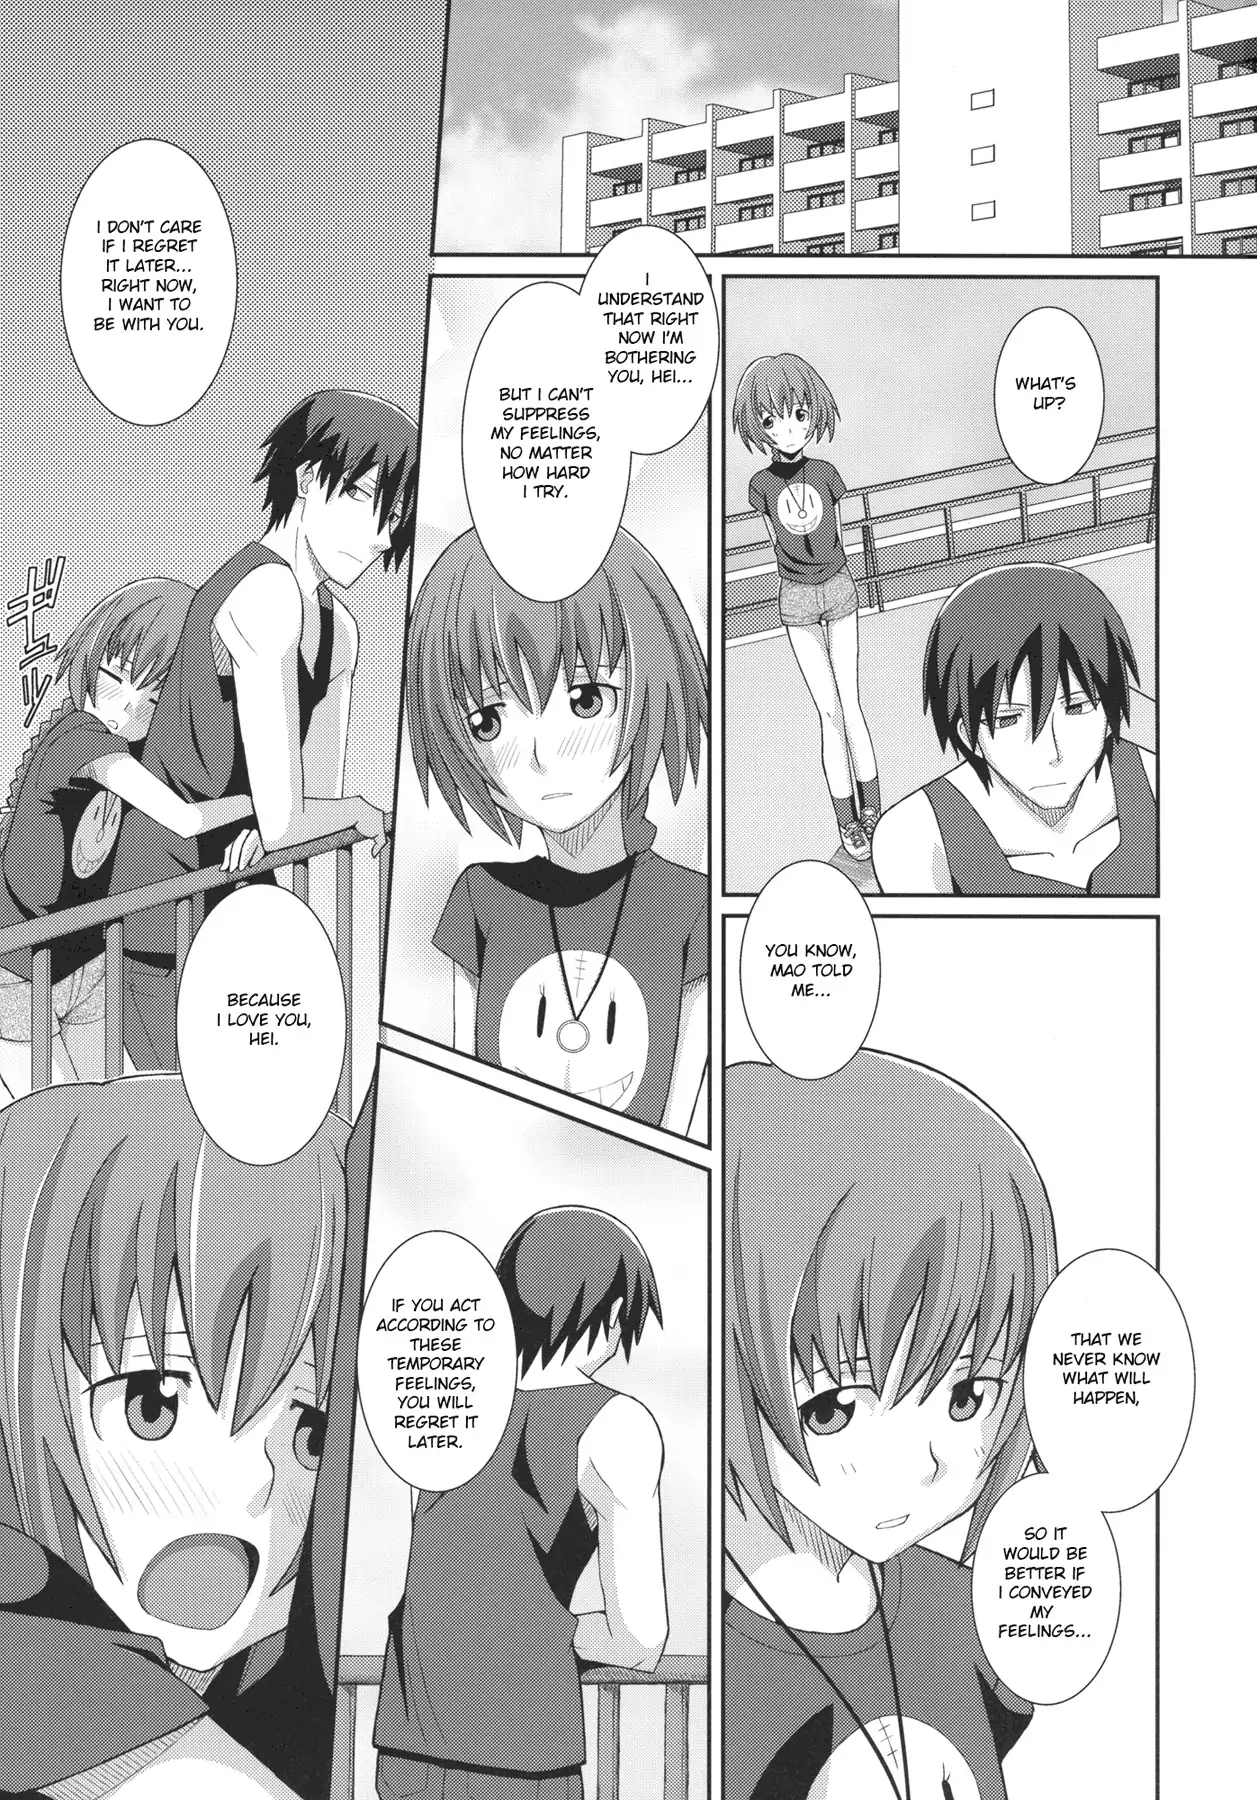 WHAT'S
UP?
YOU KNOW,
MAO TOLD
ME...
THAT WE
NEVER KNOW
WHAT WILL
HAPPEN,
SO IT
WOULD BE
BETTER IF
I CONVEYED
MY
FEELINGS...
I
UNDERSTAND
THAT RIGHT
NOW I'M
BOTHERING
YOU, HEI...
BUT I CAN'T
SUPPRESS
MY FEELINGS,
NO MATTER
HOW HARD
I TRY.
IF YOU ACT
ACCORDING TO
THESE
TEMPORARY
FEELINGS,
YOU WILL
REGRET IT
LATER.
I DON'T CARE
IF I REGRET
IT LATER...
RIGHT NOW,
I WANT TO
BE WITH YOU.
ギュッ
BECAUSE
I LOVE YOU,
HEI.